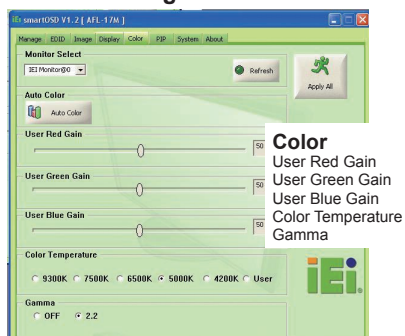 iEi smartOSD V1.2 [ AFL-17M ]
Manage EDID Image Display Color PIP System About
Monitor Select
IEI Monitor@0
Refresh
Apply All
Auto Color
Auto Color
User Red Gain
50
User Green Gain
50
User Blue Gain
50
Color
User Red Gain
User Green Gain
User Blue Gain
Color Temperature
Gamma
Color Temperature
9300K 7500K 6500K 5000K 4200K User
iEi
Gamma
OFF 2.2